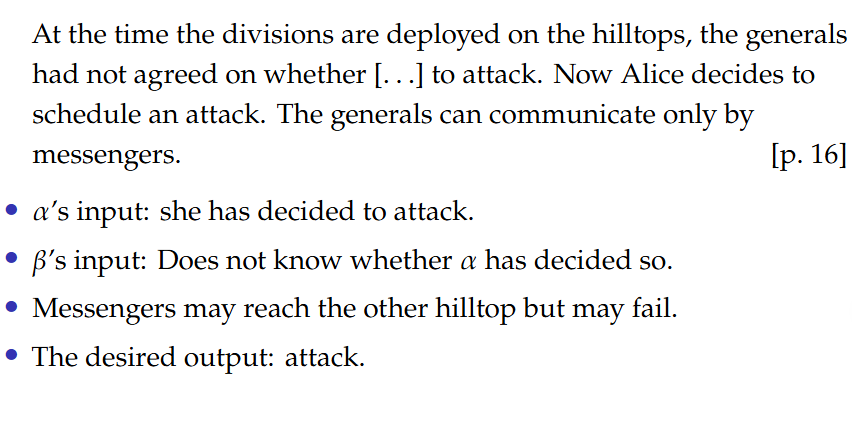 At the time the divisions are deployed on the hilltops, the generals
had not agreed on whether [. . .] to attack. Now Alice decides to
schedule an attack. The generals can communicate only by
messengers. [p. 16]
• α’s input: she has decided to attack.
• β’s input: Does not know whether α has decided so.
• Messengers may reach the other hilltop but may fail.
• The desired output: attack.